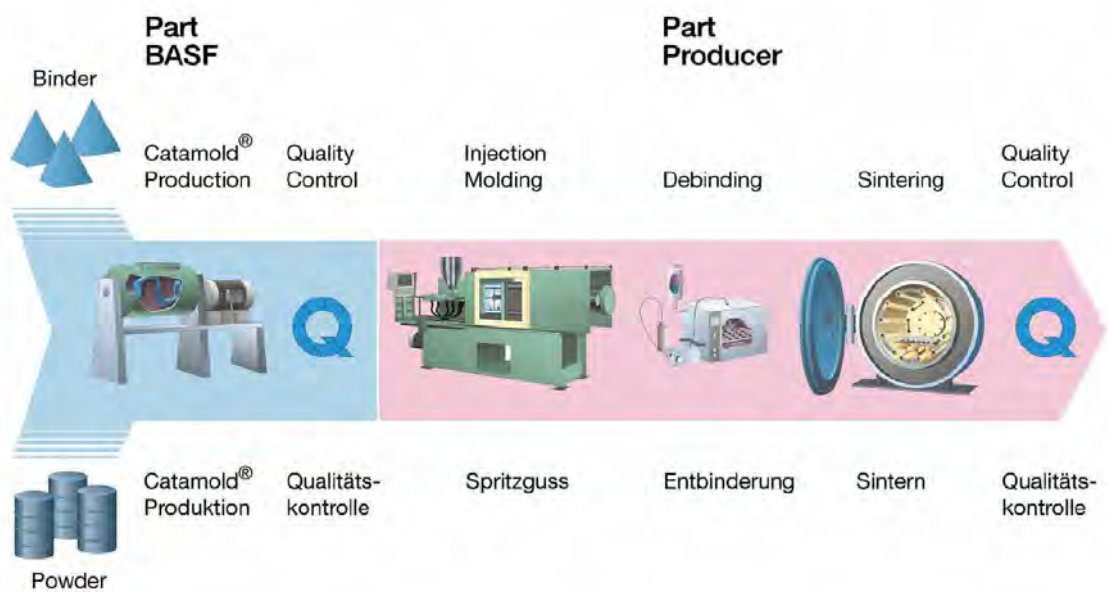 Part
BASF
Part
Producer
Binder
Catamold®
Production
Quality
Control
Injection
Molding
Debinding
Sintering
Quality
Control
Q
Q
Catamold®
Produktion
Qualitäts-
kontrolle
Spritzguss
Entbinderung
Sintern
Qualitäts-
kontrolle
Powder